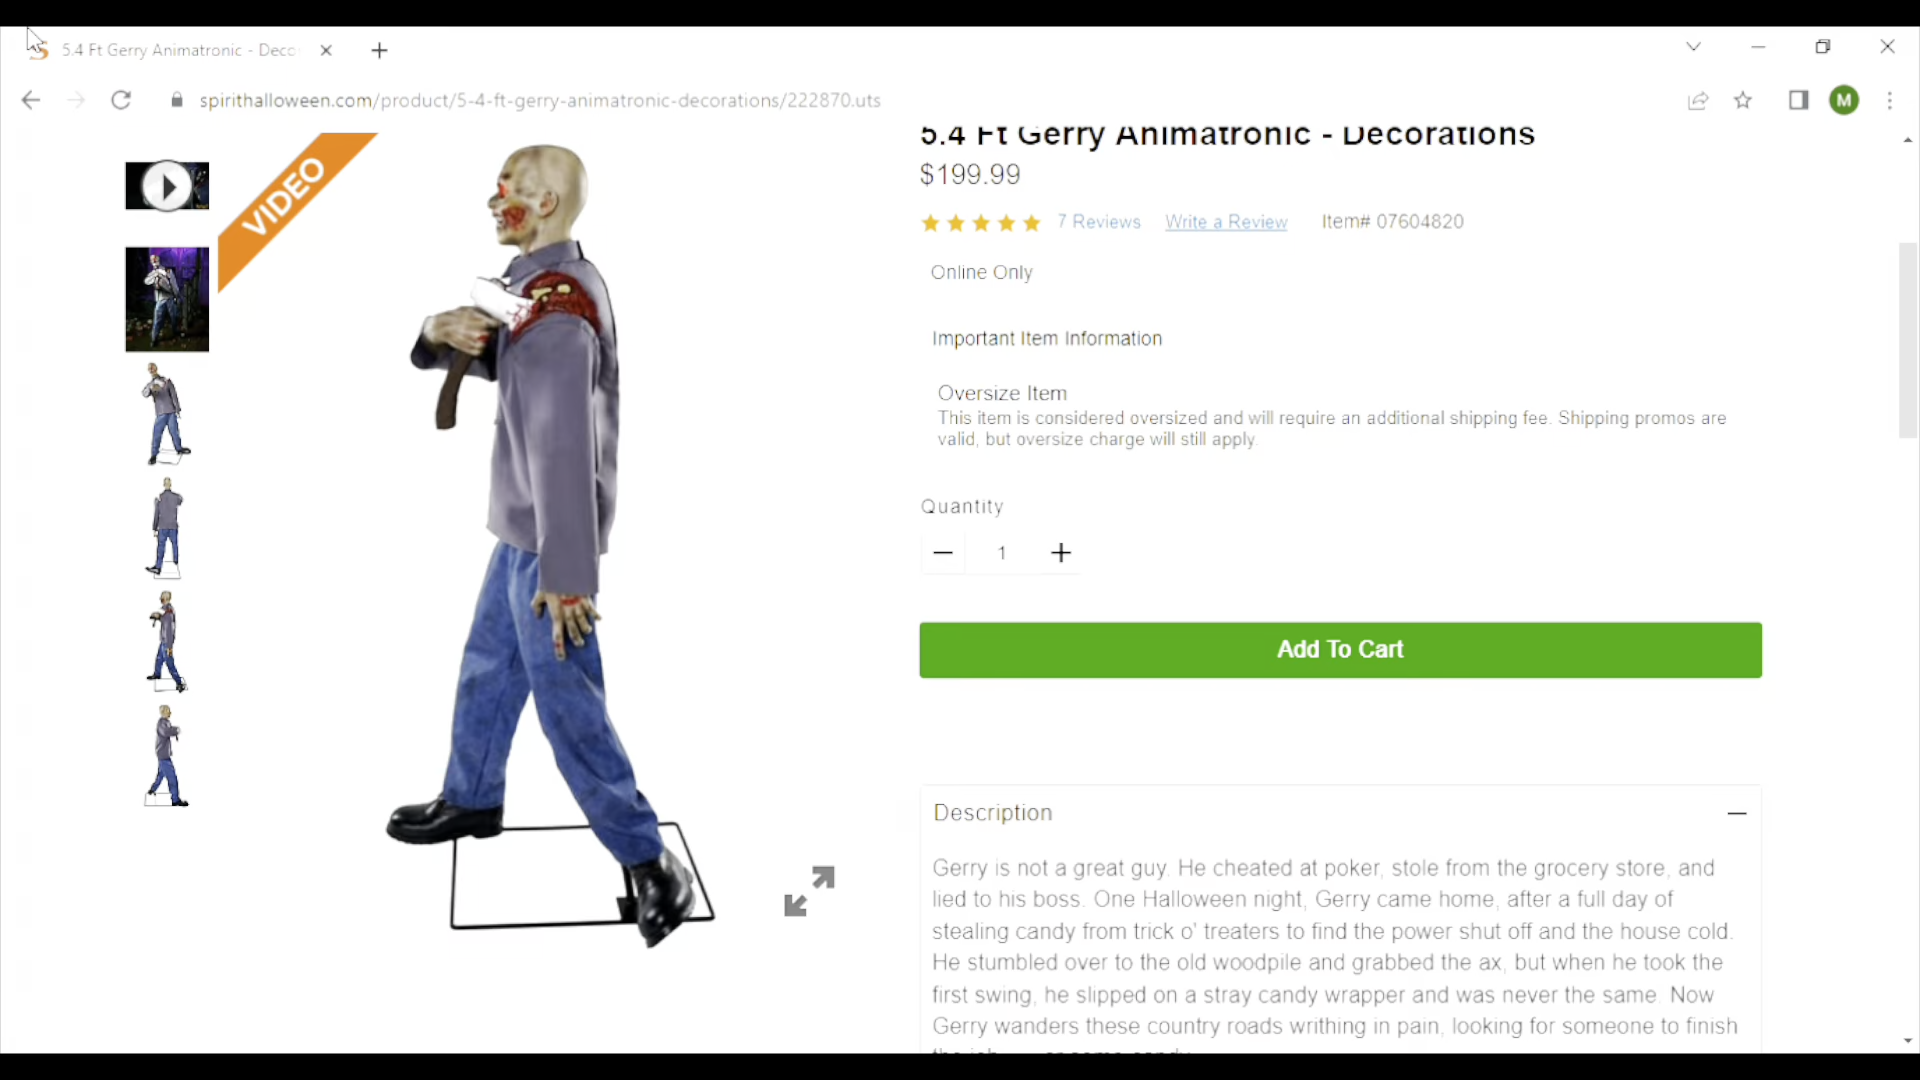 5.4 Ft Gerry Animatronic - Deco
spirithalloween.com/product/5-4-ft-gerry-animatronic-decorations/222870.uts
M
VIDEO
5.4 Ft Gerry Animatronic - Decorations
$199.99
7 Reviews Write a Review Item# 07604820
Online Only
Important Item Information
Oversize Item
This item is considered oversized and will require an additional shipping fee. Shipping promos are
valid, but oversize charge will still apply.
Quantity
1
Add To Cart
Description
Gerry is not a great guy. He cheated at poker, stole from the grocery store, and
lied to his boss. One Halloween night, Gerry came home, after a full day of
stealing candy from trick o' treaters to find the power shut off and the house cold.
He stumbled over to the old woodpile and grabbed the ax, but when he took the
first swing, he slipped on a stray candy wrapper and was never the same. Now
Gerry wanders these country roads writhing in pain, looking for someone to finish